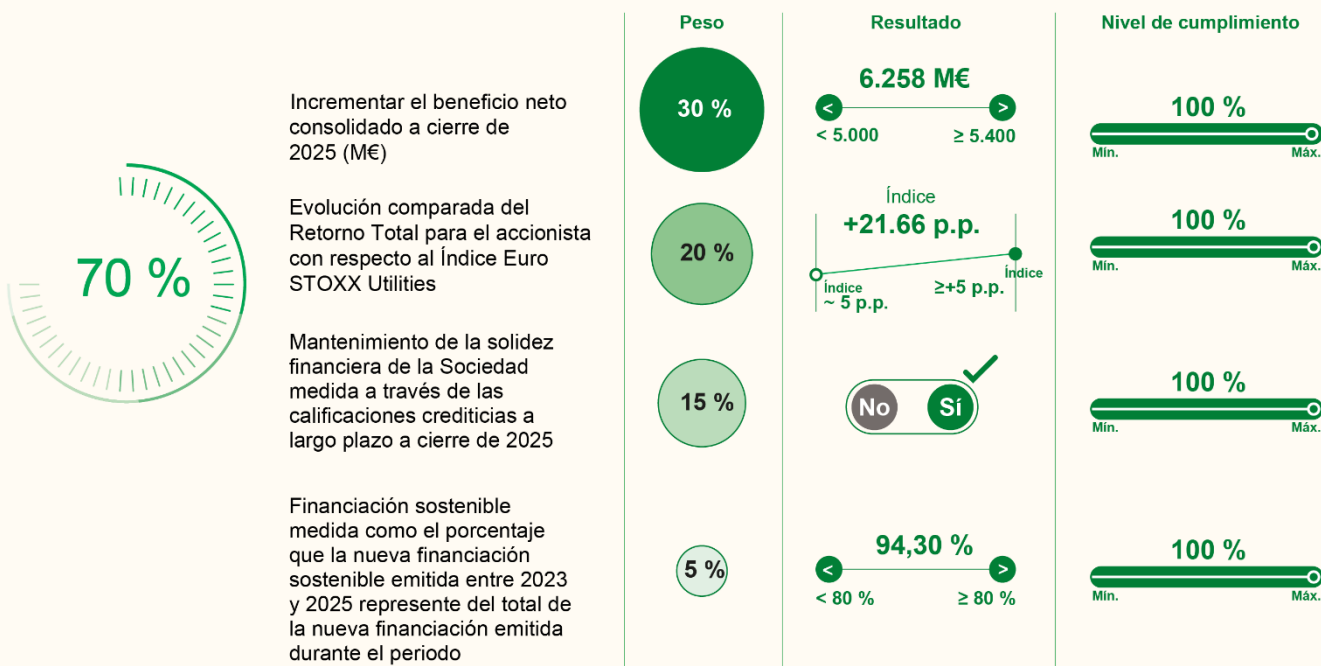 Peso
Resultado
Nivel de cumplimiento
70 %
Incrementar el beneficio neto
consolidado a cierre de
2025 (M€)
30 %
6.258 M€
<
>
< 5.000
≥ 5.400
100 %
Mín.
Máx.
Evolución comparada del
Retorno Total para el accionista
con respecto al Índice Euro
STOXX Utilities
20 %
Índice
+21.66 p.p.
Índice
~ 5 p.p.
Índice
≥+5 p.p.
100 %
Mín.
Máx.
Mantenimiento de la solidez
financiera de la Sociedad
medida a través de las
calificaciones crediticias a
largo plazo a cierre de 2025
15 %
No
Sí
100 %
Mín.
Máx.
Financiación sostenible
medida como el porcentaje
que la nueva financiación
sostenible emitida entre 2023
y 2025 represente del total de
la nueva financiación emitida
durante el periodo
5 %
94,30 %
<
>
< 80 %
≥ 80 %
100 %
Mín.
Máx.